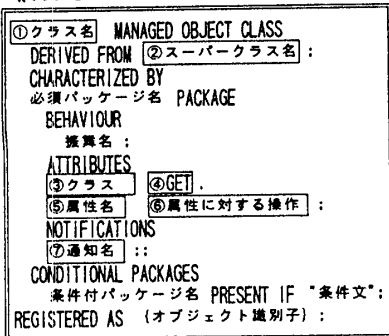 ①クラス名 MANAGED OBJECT CLASS
DERIVED FROM ②スーパークラス名 ;
CHARACTERIZED BY
必須パッケージ名 PACKAGE
BEHAVIOUR
振舞名 ;
ATTRIBUTES
③クラス ④GET .
⑤属性名 ⑥属性に対する操作 ;
NOTIFICATIONS
⑦通知名 ;;
CONDITIONAL PACKAGES
条件付パッケージ名 PRESENT IF "条件文";
REGISTERED AS (オブジェクト識別子) ;